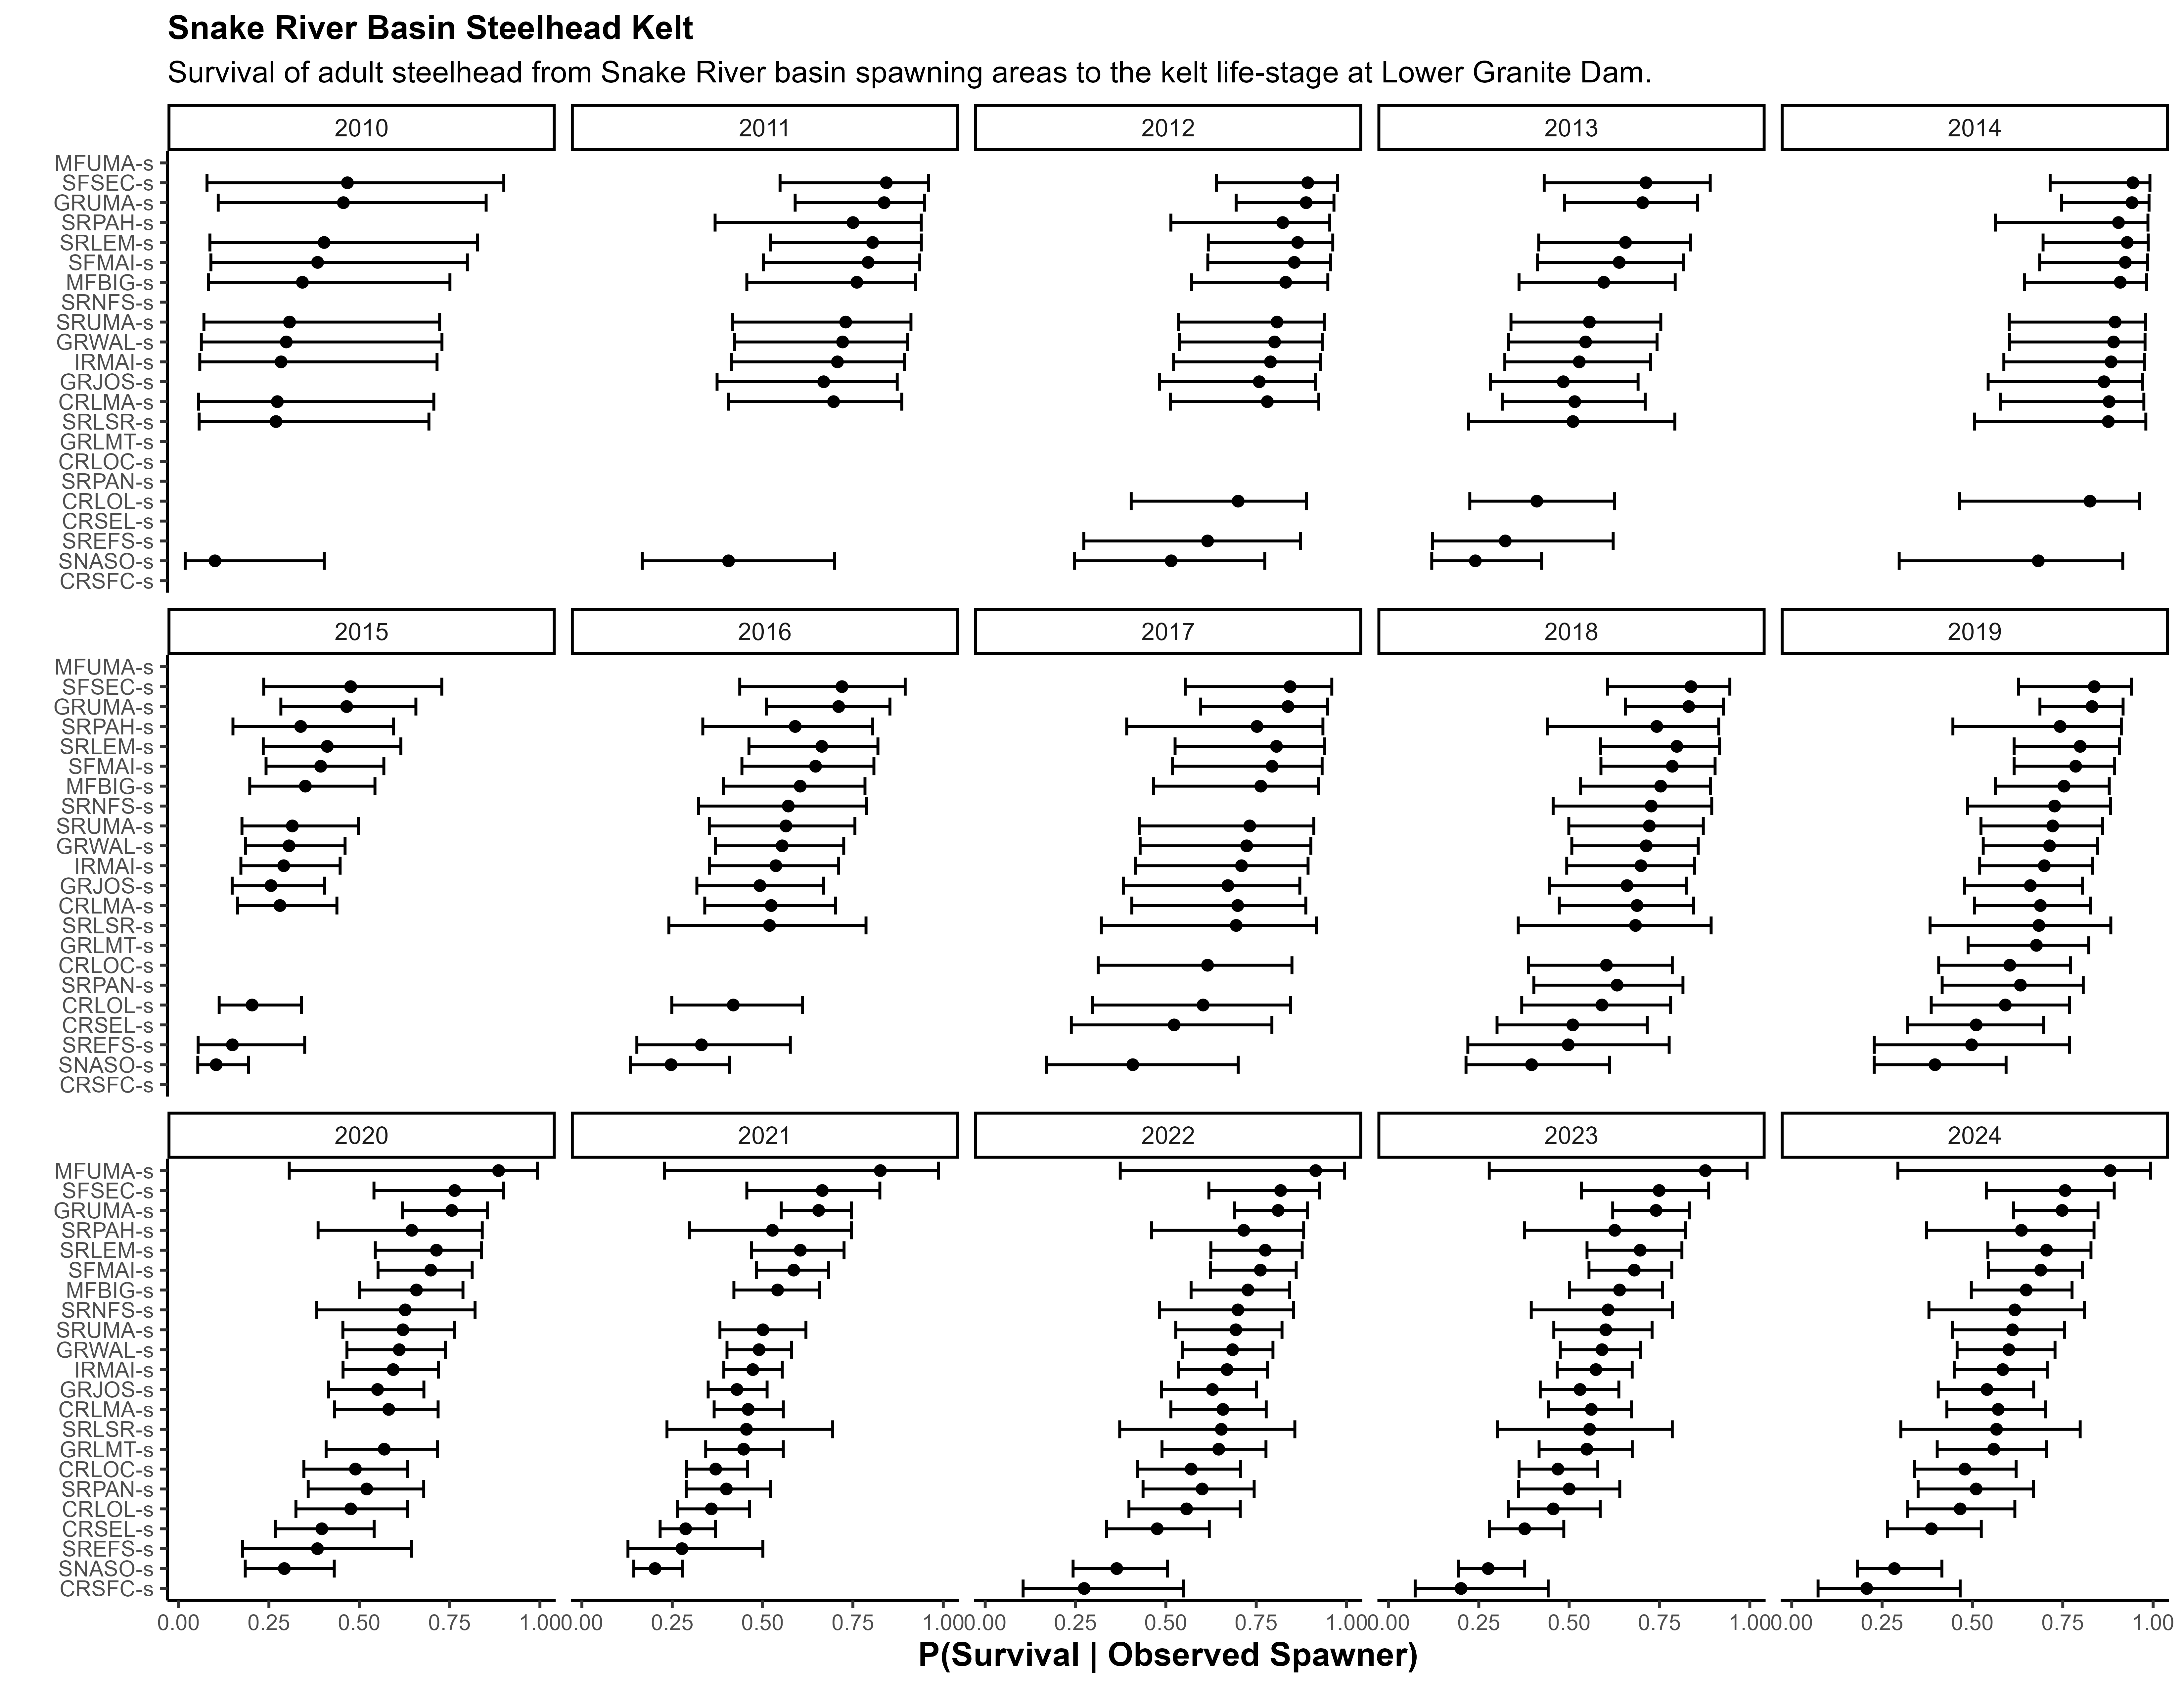 Snake River Basin Steelhead Kelt
Survival of adult steelhead from Snake River basin spawning areas to the kelt life-stage at Lower Granite Dam.
2010 2011 2012 2013 2014
MFUMA-s
SFSEC-s
GRUMA-s
SRPAH-s
SRLEM-s
SFMAI-s
MFBIG-s
SRNFS-s
SRUMA-s
GRWAL-s
IRMAI-s
GRJOS-s
CRLMA-s
SRLSR-s
GRLMT-s
CRLOC-s
SRPAN-s
CRLOL-s
CRSEL-s
SREFS-s
SNASO-s
CRSFC-s
2015 2016 2017 2018 2019
MFUMA-s
SFSEC-s
GRUMA-s
SRPAH-s
SRLEM-s
SFMAI-s
MFBIG-s
SRNFS-s
SRUMA-s
GRWAL-s
IRMAI-s
GRJOS-s
CRLMA-s
SRLSR-s
GRLMT-s
CRLOC-s
SRPAN-s
CRLOL-s
CRSEL-s
SREFS-s
SNASO-s
CRSFC-s
2020 2021 2022 2023 2024
MFUMA-s
SFSEC-s
GRUMA-s
SRPAH-s
SRLEM-s
SFMAI-s
MFBIG-s
SRNFS-s
SRUMA-s
GRWAL-s
IRMAI-s
GRJOS-s
CRLMA-s
SRLSR-s
GRLMT-s
CRLOC-s
SRPAN-s
CRLOL-s
CRSEL-s
SREFS-s
SNASO-s
CRSFC-s
0.00 0.25 0.50 0.75 1.00 0.00 0.25 0.50 0.75 1.00 0.00 0.25 0.50 0.75 1.00 0.00 0.25 0.50 0.75 1.00 0.00 0.25 0.50 0.75 1.00
P(Survival | Observed Spawner)